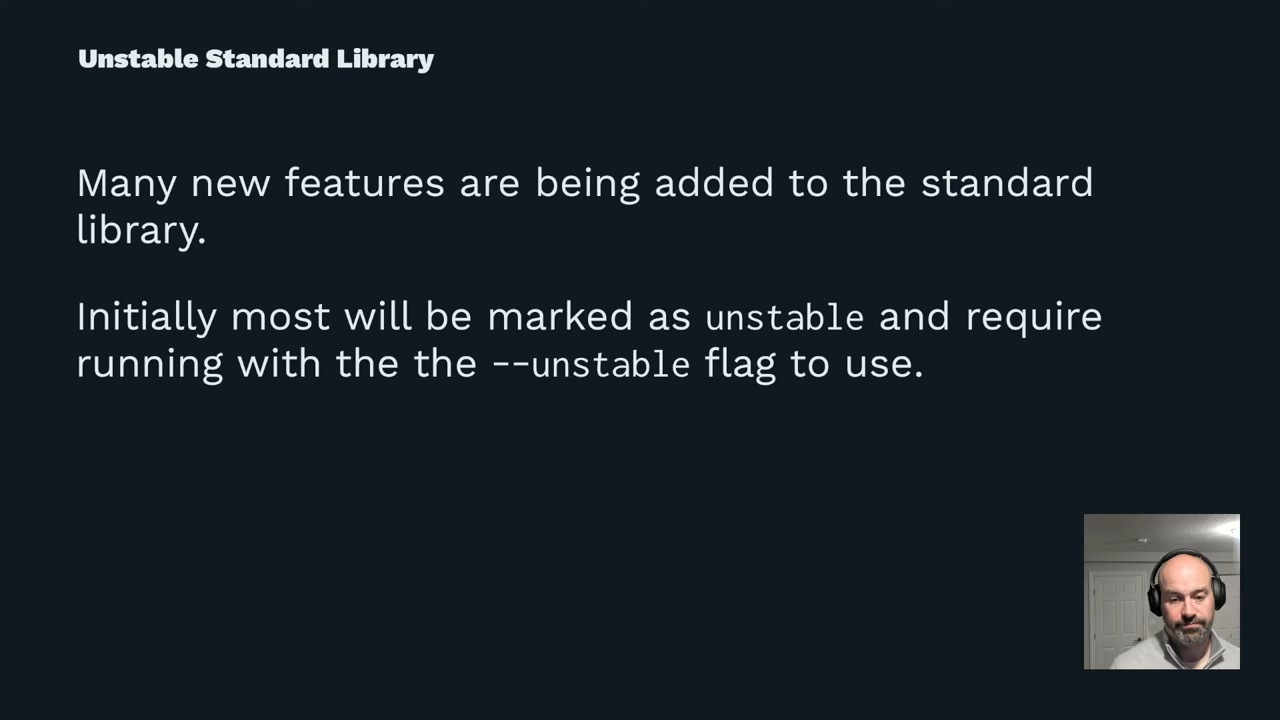 Unstable Standard Library
Many new features are being added to the standard
library.
Initially most will be marked as unstable and require
running with the the --unstable flag to use.